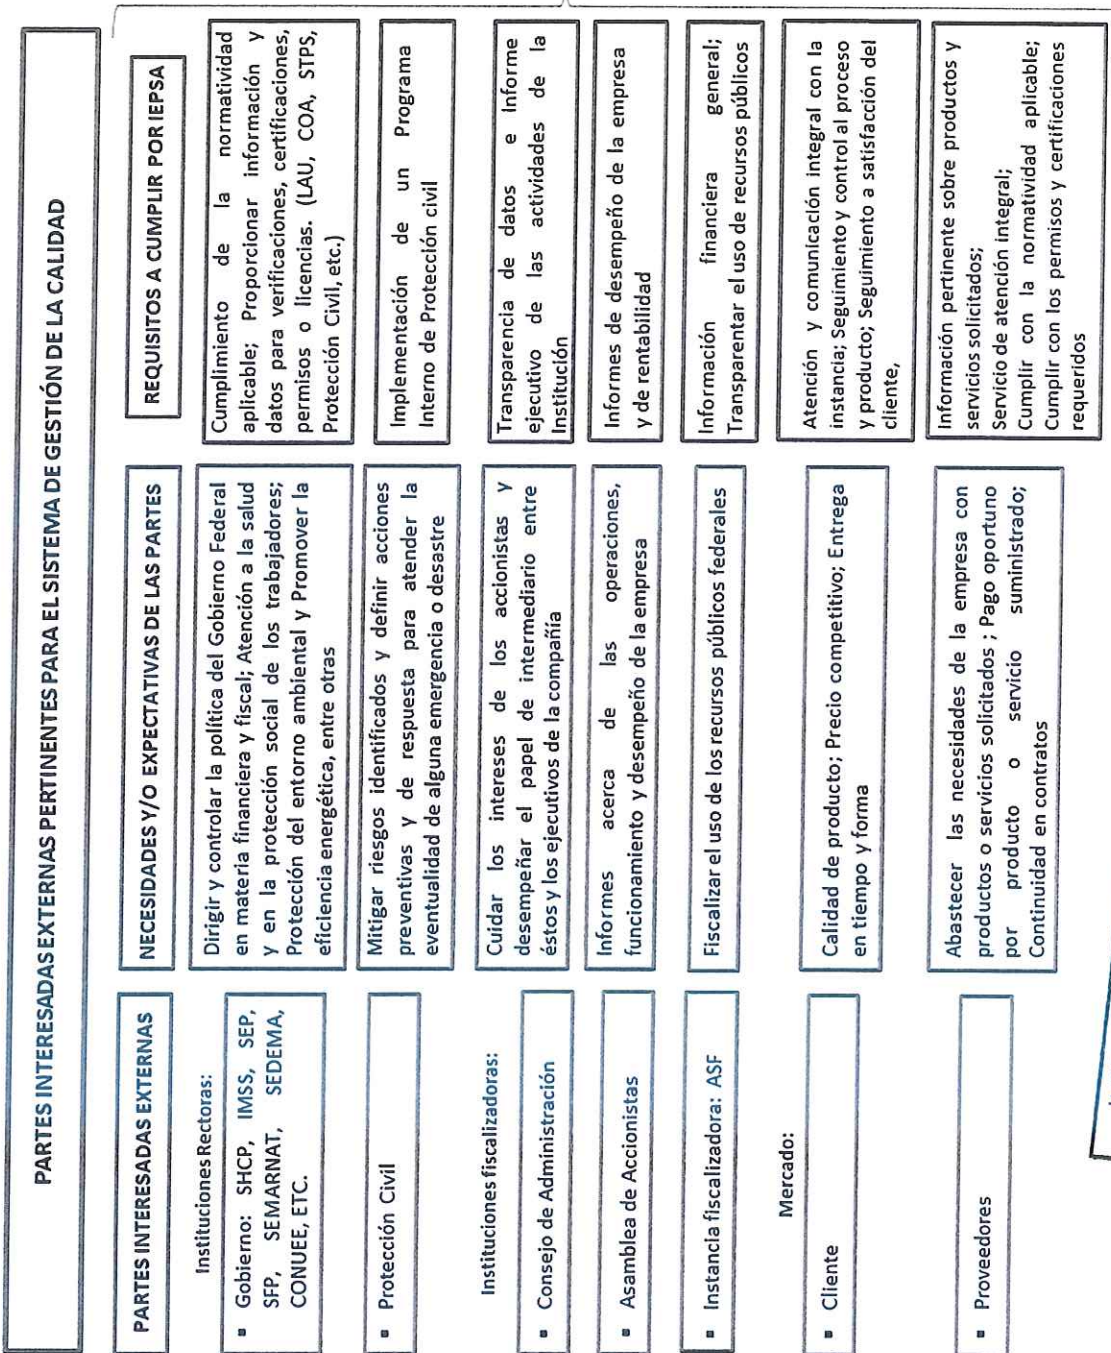 PARTES INTERESADAS EXTERNAS PERTINENTES PARA EL SISTEMA DE GESTIÓN DE LA CALIDAD
PARTES INTERESADAS EXTERNAS
NECESIDADES Y/O EXPECTATIVAS DE LAS PARTES
REQUISITOS A CUMPLIR POR IEPSA
Instituciones Rectoras:
▪ Gobierno: SHCP, IMSS, SEP,
SFP, SEMARNAT, SEDEMA,
CONUEE, ETC.
Dirigir y controlar la política del Gobierno Federal
en materia financiera y fiscal; Atención a la salud
y en la protección social de los trabajadores;
Protección del entorno ambiental y Promover la
eficiencia energética, entre otras
Cumplimiento de la normatividad
aplicable; Proporcionar información y
datos para verificaciones, certificaciones,
permisos o licencias. (LAU, COA, STPS,
Protección Civil, etc.)
▪ Protección Civil
Mitigar riesgos identificados y definir acciones
preventivas y de respuesta para atender la
eventualidad de alguna emergencia o desastre
Implementación de un Programa
Interno de Protección civil
Instituciones fiscalizadoras:
▪ Consejo de Administración
Cuidar los intereses de los accionistas y
desempeñar el papel de intermediario entre
éstos y los ejecutivos de la compañía
Transparencia de datos e Informe
ejecutivo de las actividades de la
Institución
▪ Asamblea de Accionistas
Informes acerca de las operaciones,
funcionamiento y desempeño de la empresa
Informes de desempeño de la empresa
y de rentabilidad
▪ Instancia fiscalizadora: ASF
Fiscalizar el uso de los recursos públicos federales
Información financiera general;
Transparentar el uso de recursos públicos
Mercado:
▪ Cliente
Calidad de producto; Precio competitivo; Entrega
en tiempo y forma
Atención y comunicación integral con la
instancia; Seguimiento y control al proceso
y producto; Seguimiento a satisfacción del
cliente,
▪ Proveedores
Abastecer las necesidades de la empresa con
productos o servicios solicitados ; Pago oportuno
por producto o servicio suministrado;
Continuidad en contratos
Información pertinente sobre productos y
servicios solicitados;
Servicio de atención integral;
Cumplir con la normatividad aplicable;
Cumplir con los permisos y certificaciones
requeridos